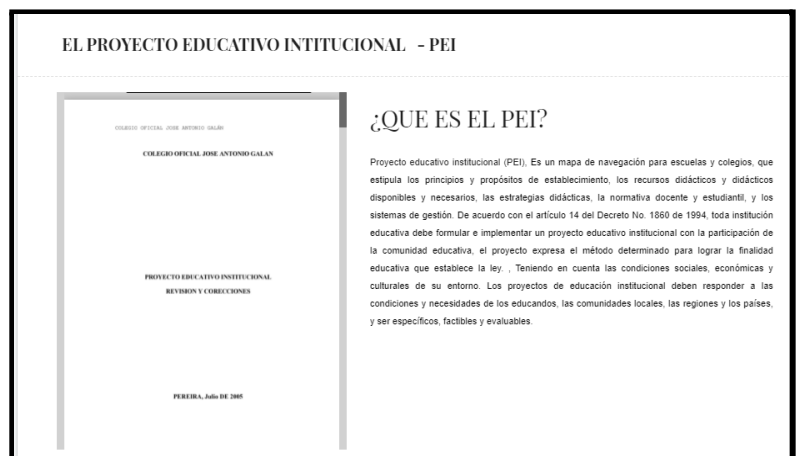 EL PROYECTO EDUCATIVO INTITUCIONAL - PEI
COLEGIO OFICIAL JOSE ANTONIO GALÁN
COLEGIO OFICIAL JOSE ANTONIO GALAN
PROYECTO EDUCATIVO INSTITUCIONAL
REVISION Y CORECCIONES
PEREIRA, Julio DE 2005
¿QUE ES EL PEI?
Proyecto educativo institucional (PEI), Es un mapa de navegación para escuelas y colegios, que
estipula los principios y propósitos de establecimiento, los recursos didácticos y didácticos
disponibles y necesarios, las estrategias didácticas, la normativa docente y estudiantil, y los
sistemas de gestión. De acuerdo con el artículo 14 del Decreto No. 1860 de 1994, toda institución
educativa debe formular e implementar un proyecto educativo institucional con la participación de
la comunidad educativa, el proyecto expresa el método determinado para lograr la finalidad
educativa que establece la ley. , Teniendo en cuenta las condiciones sociales, económicas y
culturales de su entorno. Los proyectos de educación institucional deben responder a las
condiciones y necesidades de los educandos, las comunidades locales, las regiones y los países,
y ser específicos, factibles y evaluables.